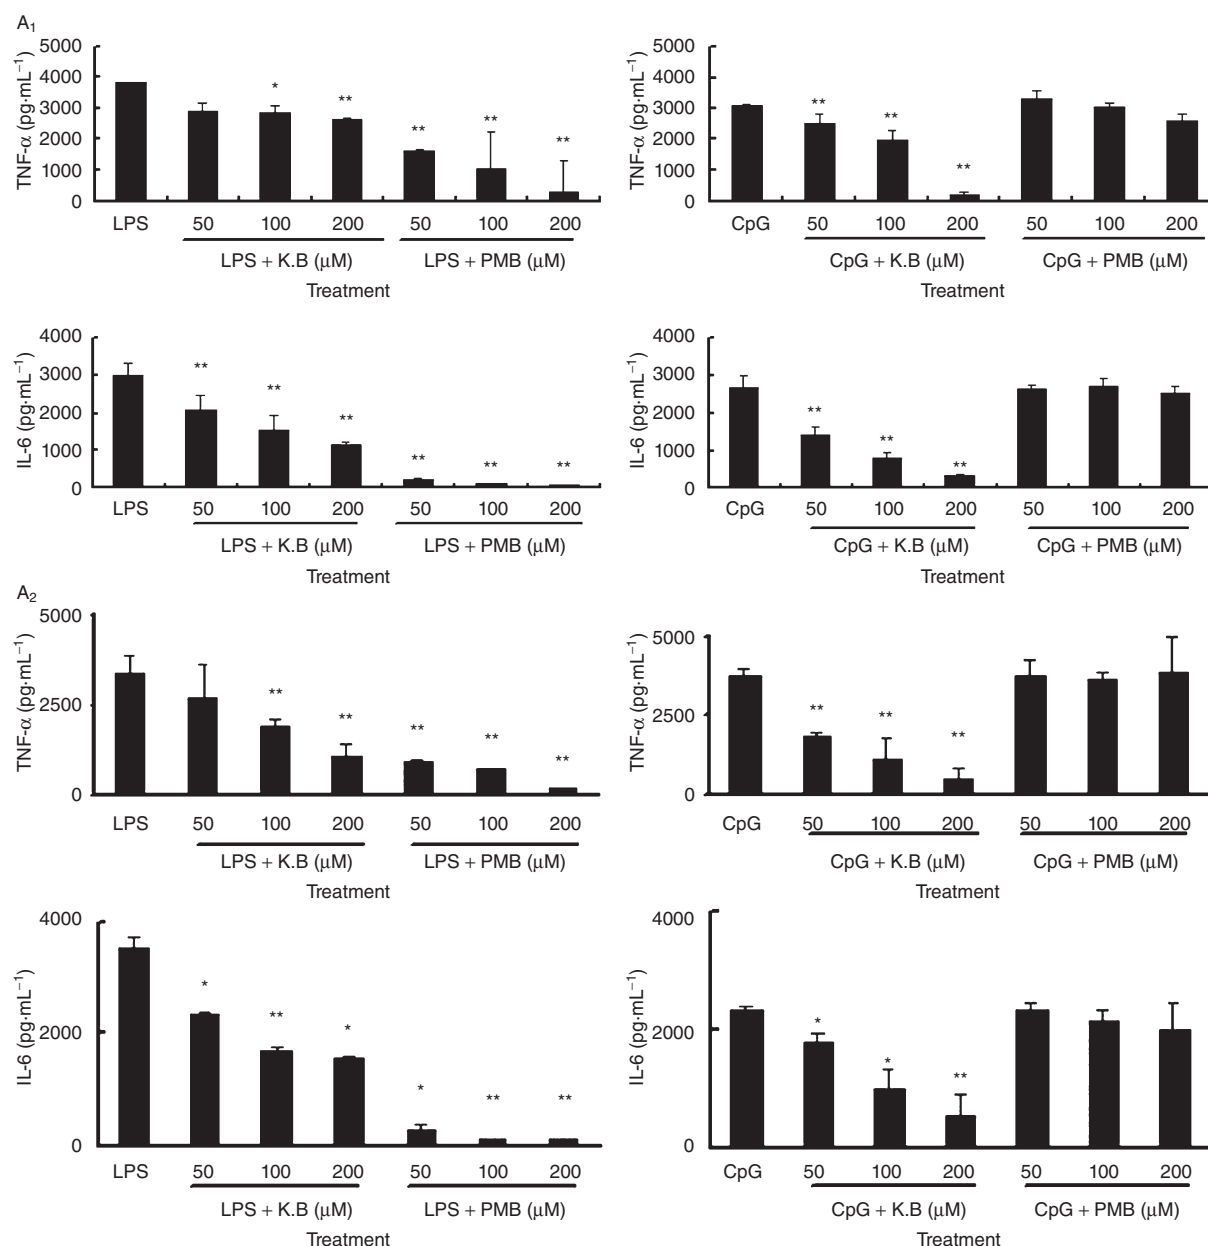 A₁
TNF-α (pg·mL⁻¹)
5000
4000
3000
2000
1000
0
* ** ** ** **
LPS 50 100 200 50 100 200
LPS + K.B (μM) LPS + PMB (μM)
Treatment
TNF-α (pg·mL⁻¹)
5000
4000
3000
2000
1000
0
** ** **
CpG 50 100 200 50 100 200
CpG + K.B (μM) CpG + PMB (μM)
Treatment
IL-6 (pg·mL⁻¹)
4000
3000
2000
1000
0
** ** ** ** ** **
LPS 50 100 200 50 100 200
LPS + K.B (μM) LPS + PMB (μM)
Treatment
IL-6 (pg·mL⁻¹)
4000
3000
2000
1000
0
** ** **
CpG 50 100 200 50 100 200
CpG + K.B (μM) CpG + PMB (μM)
Treatment
A₂
TNF-α (pg·mL⁻¹)
5000
2500
0
** ** ** ** **
LPS 50 100 200 50 100 200
LPS + K.B (μM) LPS + PMB (μM)
Treatment
TNF-α (pg·mL⁻¹)
5000
2500
0
** ** **
CpG 50 100 200 50 100 200
CpG + K.B (μM) CpG + PMB (μM)
Treatment
IL-6 (pg·mL⁻¹)
4000
2000
0
* ** * * ** **
LPS 50 100 200 50 100 200
LPS + K.B (μM) LPS + PMB (μM)
Treatment
IL-6 (pg·mL⁻¹)
4000
2000
0
* * **
CpG 50 100 200 50 100 200
CpG + K.B (μM) CpG + PMB (μM)
Treatment